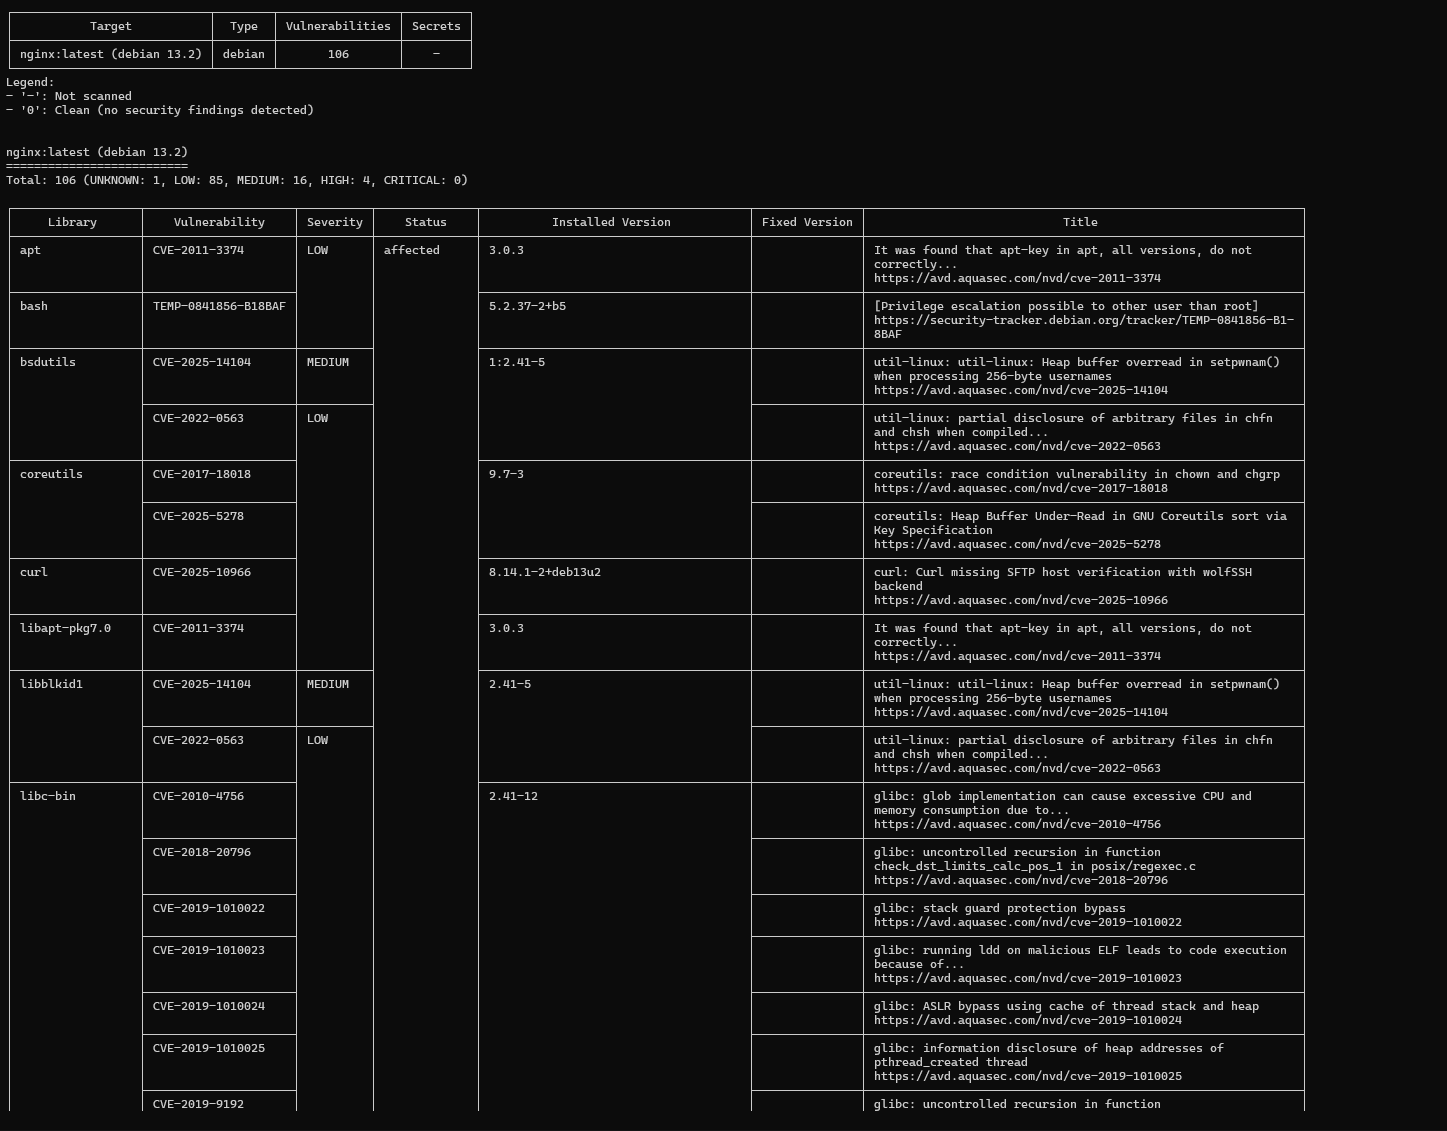 Target Type Vulnerabilities Secrets
nginx:latest (debian 13.2) debian 106 -
Legend:
- '-': Not scanned
- '0': Clean (no security findings detected)
nginx:latest (debian 13.2)
==========================
Total: 106 (UNKNOWN: 1, LOW: 85, MEDIUM: 16, HIGH: 4, CRITICAL: 0)
Library Vulnerability Severity Status Installed Version Fixed Version Title
apt CVE-2011-3374 LOW affected 3.0.3 It was found that apt-key in apt, all versions, do not
correctly...
https://avd.aquasec.com/nvd/cve-2011-3374
bash TEMP-0841856-B18BAF 5.2.37-2+b5 [Privilege escalation possible to other user than root]
https://security-tracker.debian.org/tracker/TEMP-0841856-B1-
8BAF
bsdutils CVE-2025-14104 MEDIUM 1:2.41-5 util-linux: util-linux: Heap buffer overread in setpwnam()
when processing 256-byte usernames
https://avd.aquasec.com/nvd/cve-2025-14104
CVE-2022-0563 LOW util-linux: partial disclosure of arbitrary files in chfn
and chsh when compiled...
https://avd.aquasec.com/nvd/cve-2022-0563
coreutils CVE-2017-18018 9.7-3 coreutils: race condition vulnerability in chown and chgrp
https://avd.aquasec.com/nvd/cve-2017-18018
CVE-2025-5278 coreutils: Heap Buffer Under-Read in GNU Coreutils sort via
Key Specification
https://avd.aquasec.com/nvd/cve-2025-5278
curl CVE-2025-10966 8.14.1-2+deb13u2 curl: Curl missing SFTP host verification with wolfSSH
backend
https://avd.aquasec.com/nvd/cve-2025-10966
libapt-pkg7.0 CVE-2011-3374 3.0.3 It was found that apt-key in apt, all versions, do not
correctly...
https://avd.aquasec.com/nvd/cve-2011-3374
libblkid1 CVE-2025-14104 MEDIUM 2.41-5 util-linux: util-linux: Heap buffer overread in setpwnam()
when processing 256-byte usernames
https://avd.aquasec.com/nvd/cve-2025-14104
CVE-2022-0563 LOW util-linux: partial disclosure of arbitrary files in chfn
and chsh when compiled...
https://avd.aquasec.com/nvd/cve-2022-0563
libc-bin CVE-2010-4756 2.41-12 glibc: glob implementation can cause excessive CPU and
memory consumption due to...
https://avd.aquasec.com/nvd/cve-2010-4756
CVE-2018-20796 glibc: uncontrolled recursion in function
check_dst_limits_calc_pos_1 in posix/regexec.c
https://avd.aquasec.com/nvd/cve-2018-20796
CVE-2019-1010022 glibc: stack guard protection bypass
https://avd.aquasec.com/nvd/cve-2019-1010022
CVE-2019-1010023 glibc: running ldd on malicious ELF leads to code execution
because of...
https://avd.aquasec.com/nvd/cve-2019-1010023
CVE-2019-1010024 glibc: ASLR bypass using cache of thread stack and heap
https://avd.aquasec.com/nvd/cve-2019-1010024
CVE-2019-1010025 glibc: information disclosure of heap addresses of
pthread_created thread
https://avd.aquasec.com/nvd/cve-2019-1010025
CVE-2019-9192 glibc: uncontrolled recursion in function